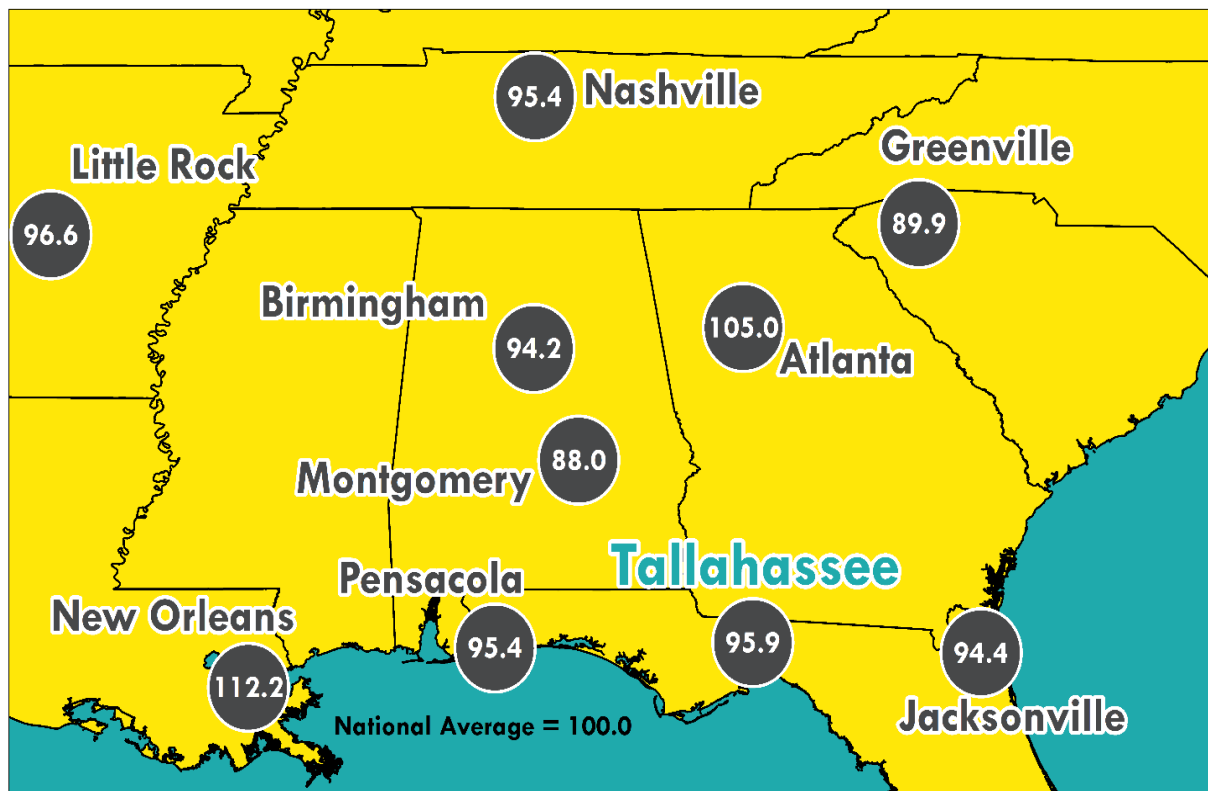 95.4 Nashville
Greenville
Little Rock
89.9
96.6
Birmingham
105.0
94.2
Atlanta
88.0
Montgomery
Tallahassee
Pensacola
New Orleans
95.9
95.4
94.4
112.2
Jacksonville
National Average = 100.0